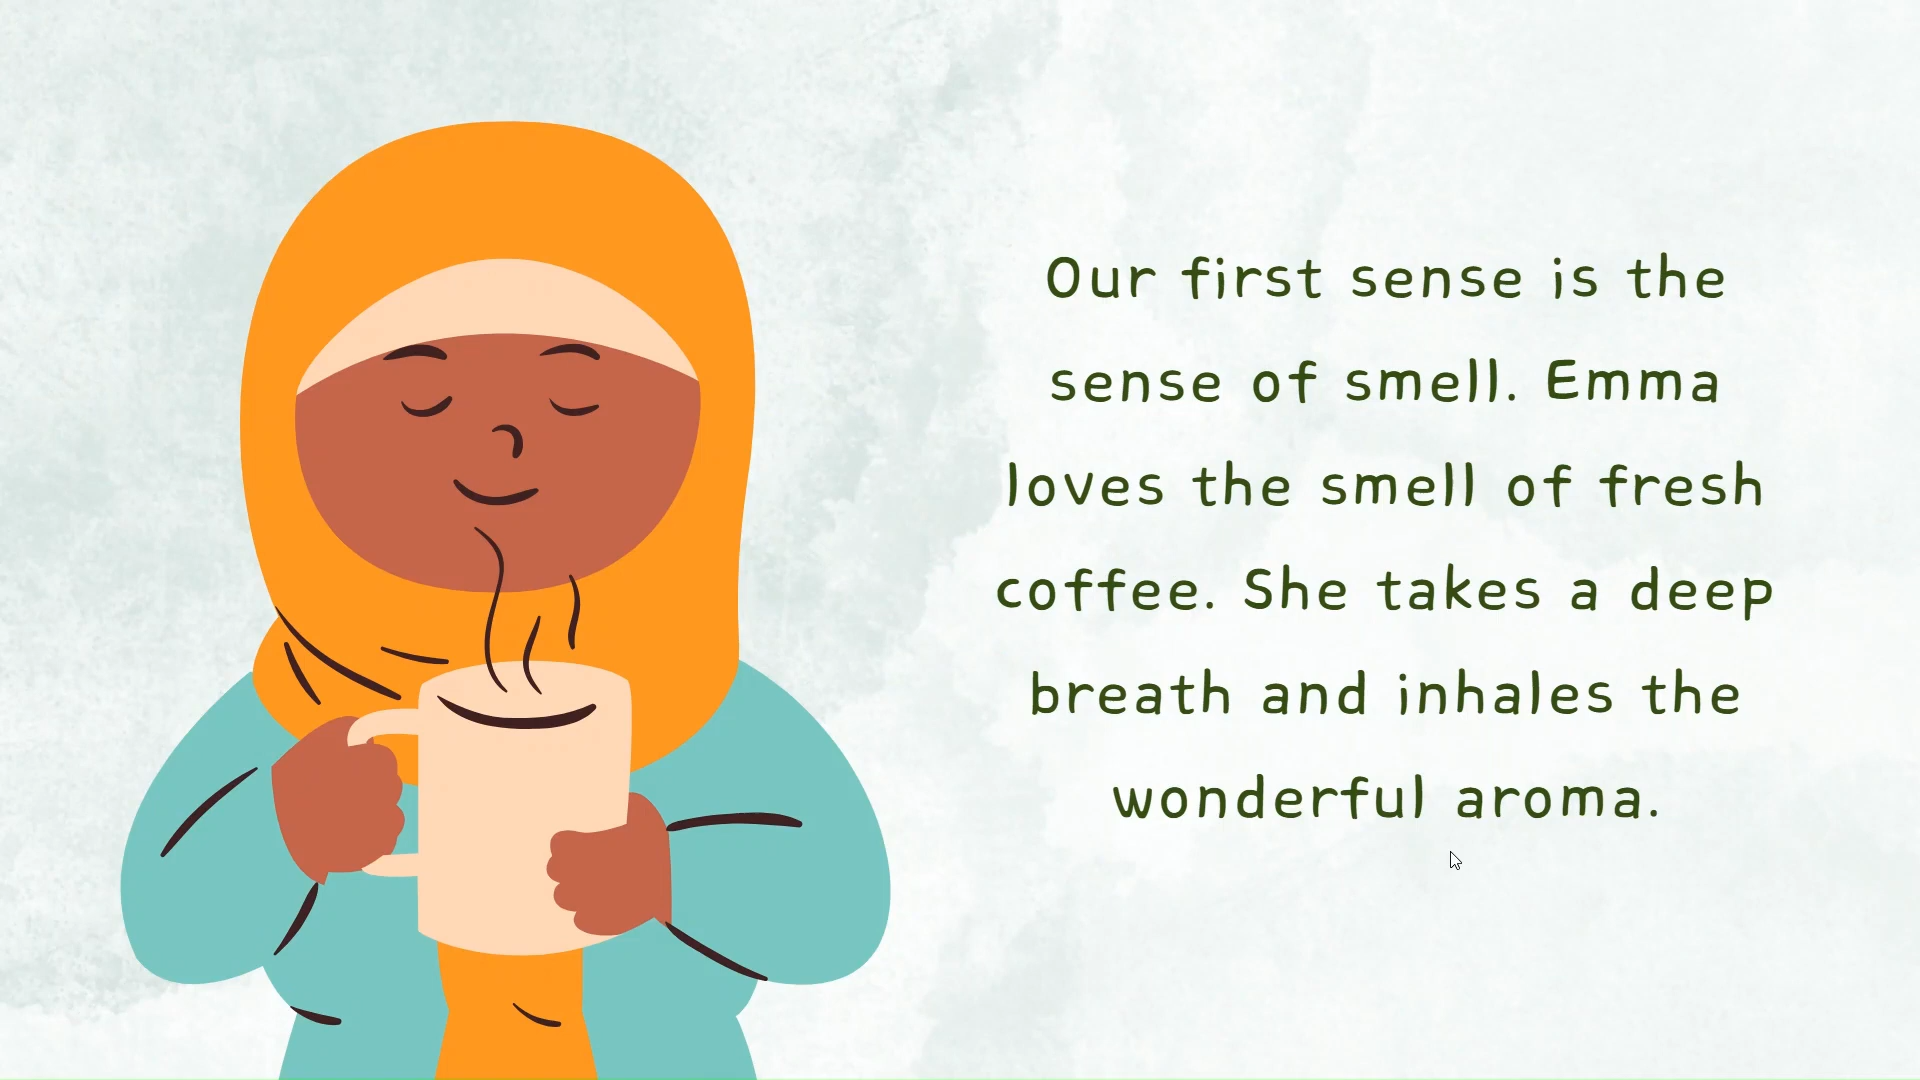 Our first sense is the
sense of smell. Emma
loves the smell of fresh
coffee. She takes a deep
breath and inhales the
wonderful aroma.